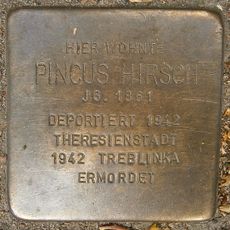 HIER WOHNTE
PINCUS HIRSCH
JG. 1861
DEPORTIERT 1942
THERESIENSTADT
1942 TREBLINKA
ERMORDET